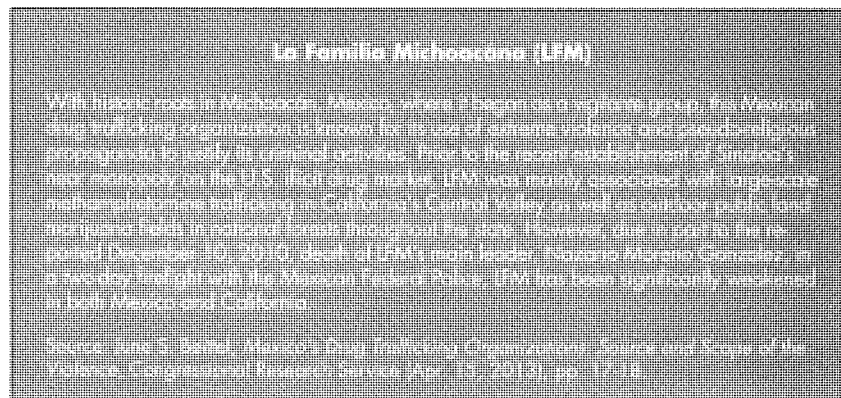 La Familia Michoacána (LFM)
With historic roots in Michoacán, Mexico, where it began as a vigilante group, this Mexican
drug trafficking organization is known for its use of extreme violence and pseudo-religious
propaganda to justify its criminal activities. Prior to the recent establishment of Sinaloa's
near monopoly on the U.S. illicit drug market, LFM was mainly associated with large-scale
methamphetamine trafficking in California's Central Valley as well as outdoor public land
marijuana fields in national forests throughout the state. However, due in part to the re-
ported December 10, 2010, death of LFM's main leader, Nazario Moreno González, in
a two-day gunfight with the Mexican Federal Police, LFM has been significantly weakened
in both Mexico and California.
Source: June S. Beittel, Mexico's Drug Trafficking Organizations: Source and Scope of the
Violence, Congressional Research Service (Apr. 15, 2013), pp. 17-18.